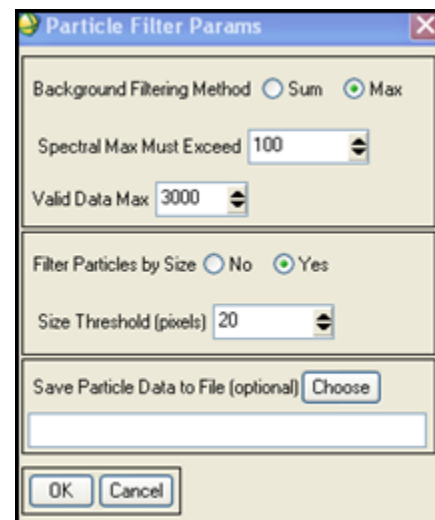 Particle Filter Params
Background Filtering Method Sum Max
Spectral Max Must Exceed 100
Valid Data Max 3000
Filter Particles by Size No Yes
Size Threshold (pixels) 20
Save Particle Data to File (optional) Choose
OK Cancel